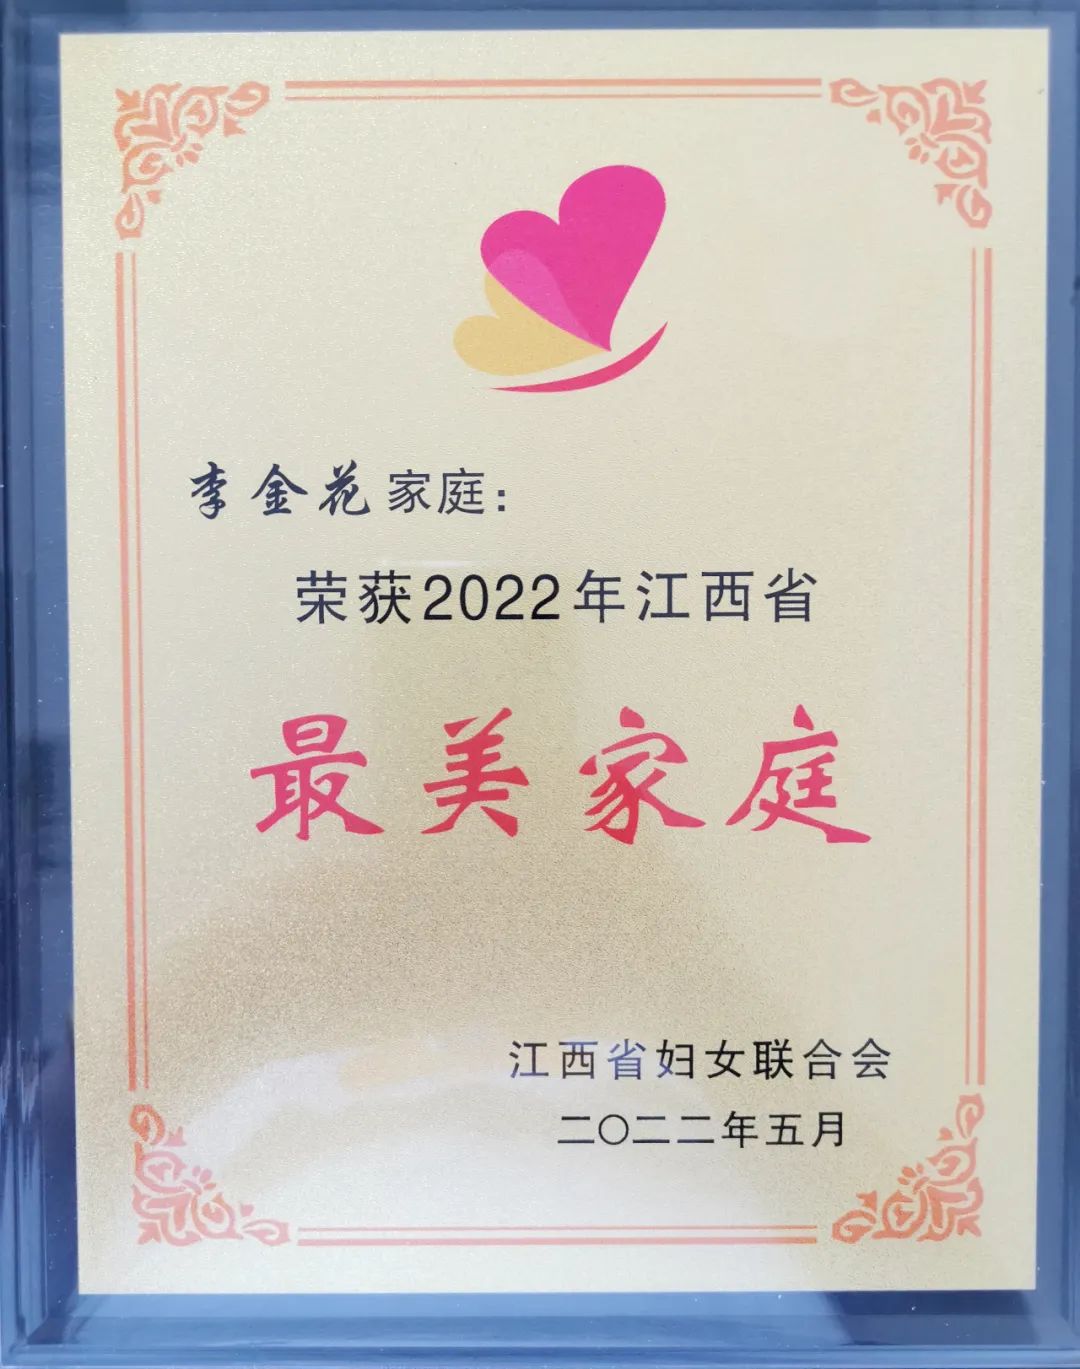 李金花家庭：
荣获2022年江西省
最美家庭
江西省妇女联合会
二〇二二年五月